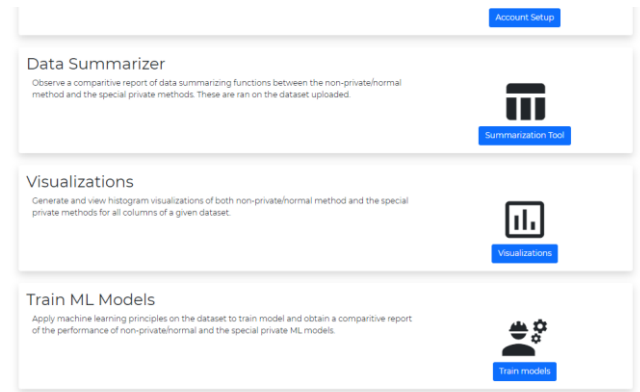 Account Setup
Data Summarizer
Observe a comparitive report of data summarizing functions between the non-private/normal
method and the special private methods. These are ran on the dataset uploaded.
Summarization Tool
Visualizations
Generate and view histogram visualizations of both non-private/normal method and the special
private methods for all columns of a given dataset.
Visualizations
Train ML Models
Apply machine learning principles on the dataset to train model and obtain a comparitive report
of the performance of non-private/normal and the special private ML models.
Train models